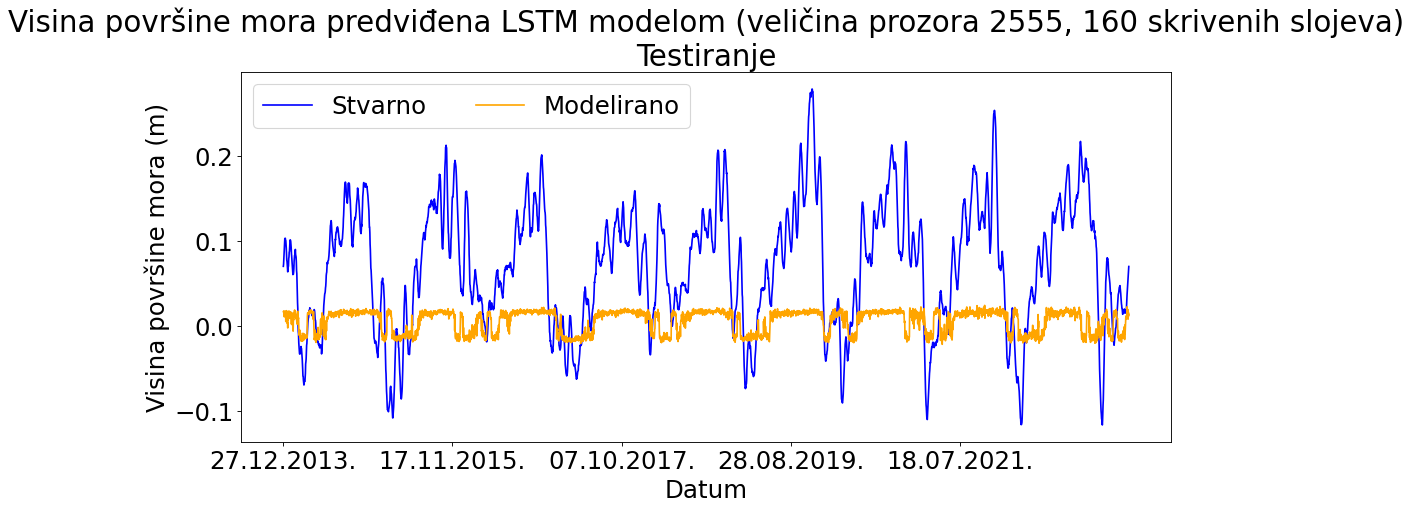 Visina površine mora predviđena LSTM modelom (veličina prozora 2555, 160 skrivenih slojeva)
Testiranje
Stvarno
Modelirano
Visina površine mora (m)
0.2
0.1
0.0
−0.1
27.12.2013.
17.11.2015.
07.10.2017.
28.08.2019.
18.07.2021.
Datum